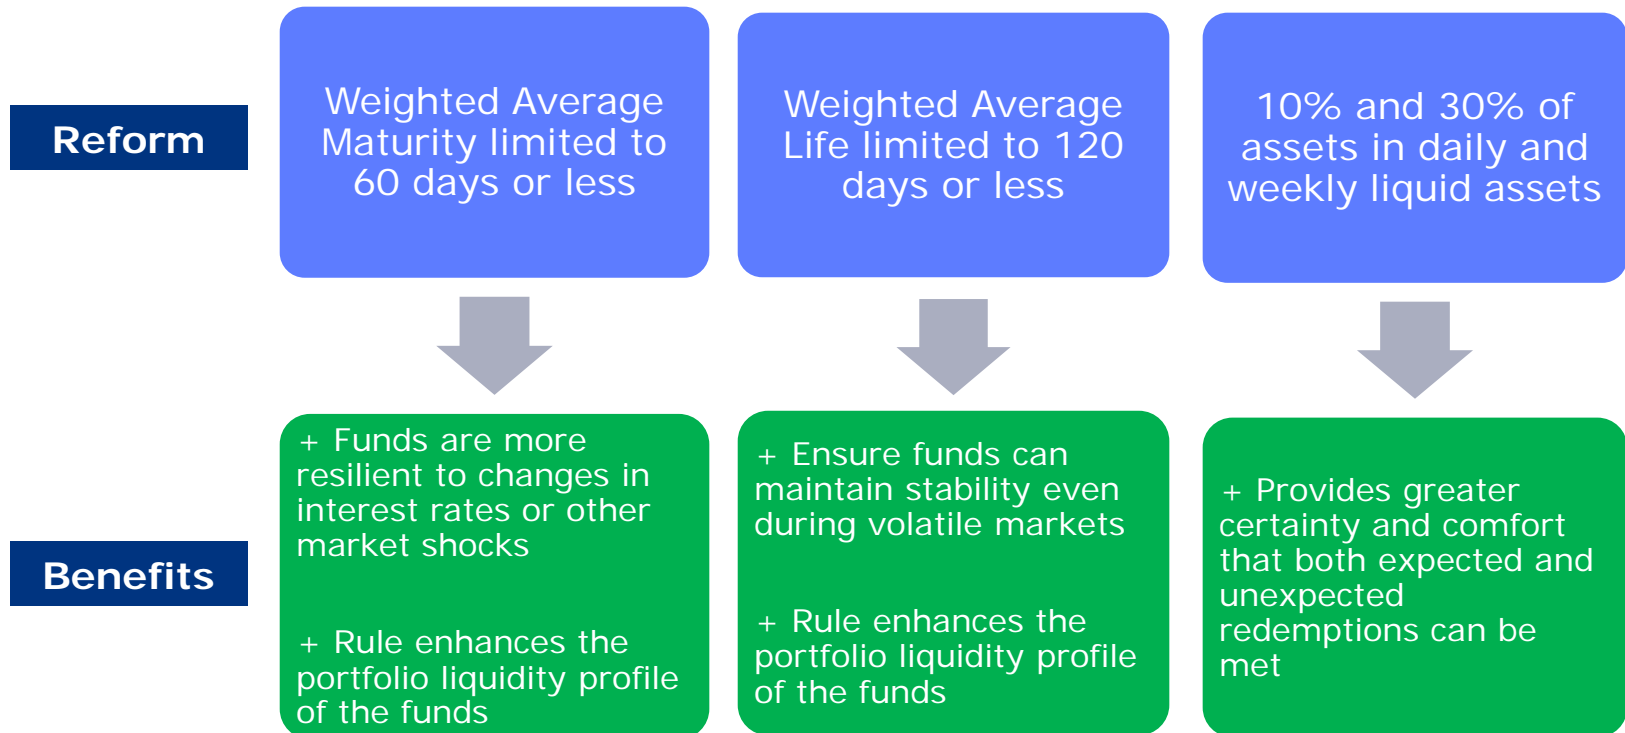 Reform
Weighted Average
Maturity limited to
60 days or less
Weighted Average
Life limited to 120
days or less
10% and 30% of
assets in daily and
weekly liquid assets
Benefits
+ Funds are more
resilient to changes in
interest rates or other
market shocks
+ Rule enhances the
portfolio liquidity profile
of the funds
+ Ensure funds can
maintain stability even
during volatile markets
+ Rule enhances the
portfolio liquidity profile
of the funds
+ Provides greater
certainty and comfort
that both expected and
unexpected
redemptions can be
met